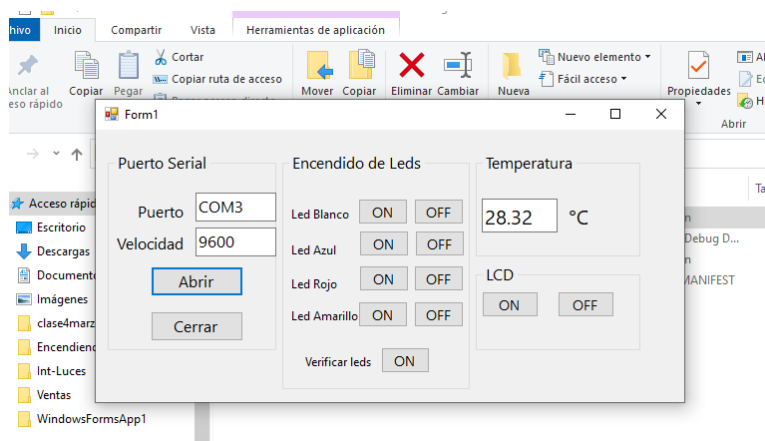 hivo Inicio Compartir Vista Herramientas de aplicación
Cortar
Copiar ruta de acceso
Nuevo elemento
Fácil acceso
Anclar al
eso rápido
Copiar Pegar
Mover Copiar Eliminar Cambiar Nueva
Propiedades
Abrir
Form1
Puerto Serial
Puerto COM3
Velocidad 9600
Abrir
Cerrar
Encendido de Leds
Led Blanco ON OFF
Led Azul ON OFF
Led Rojo ON OFF
Led Amarillo ON OFF
Verificar leds ON
Temperatura
28.32 °C
LCD
ON OFF
Acceso rápid
Escritorio
Descargas
Documento
Imágenes
clase4marz
Encendiend
Int-Luces
Ventas
WindowsFormsApp1
Ta
n
Debug D...
n
MANIFEST